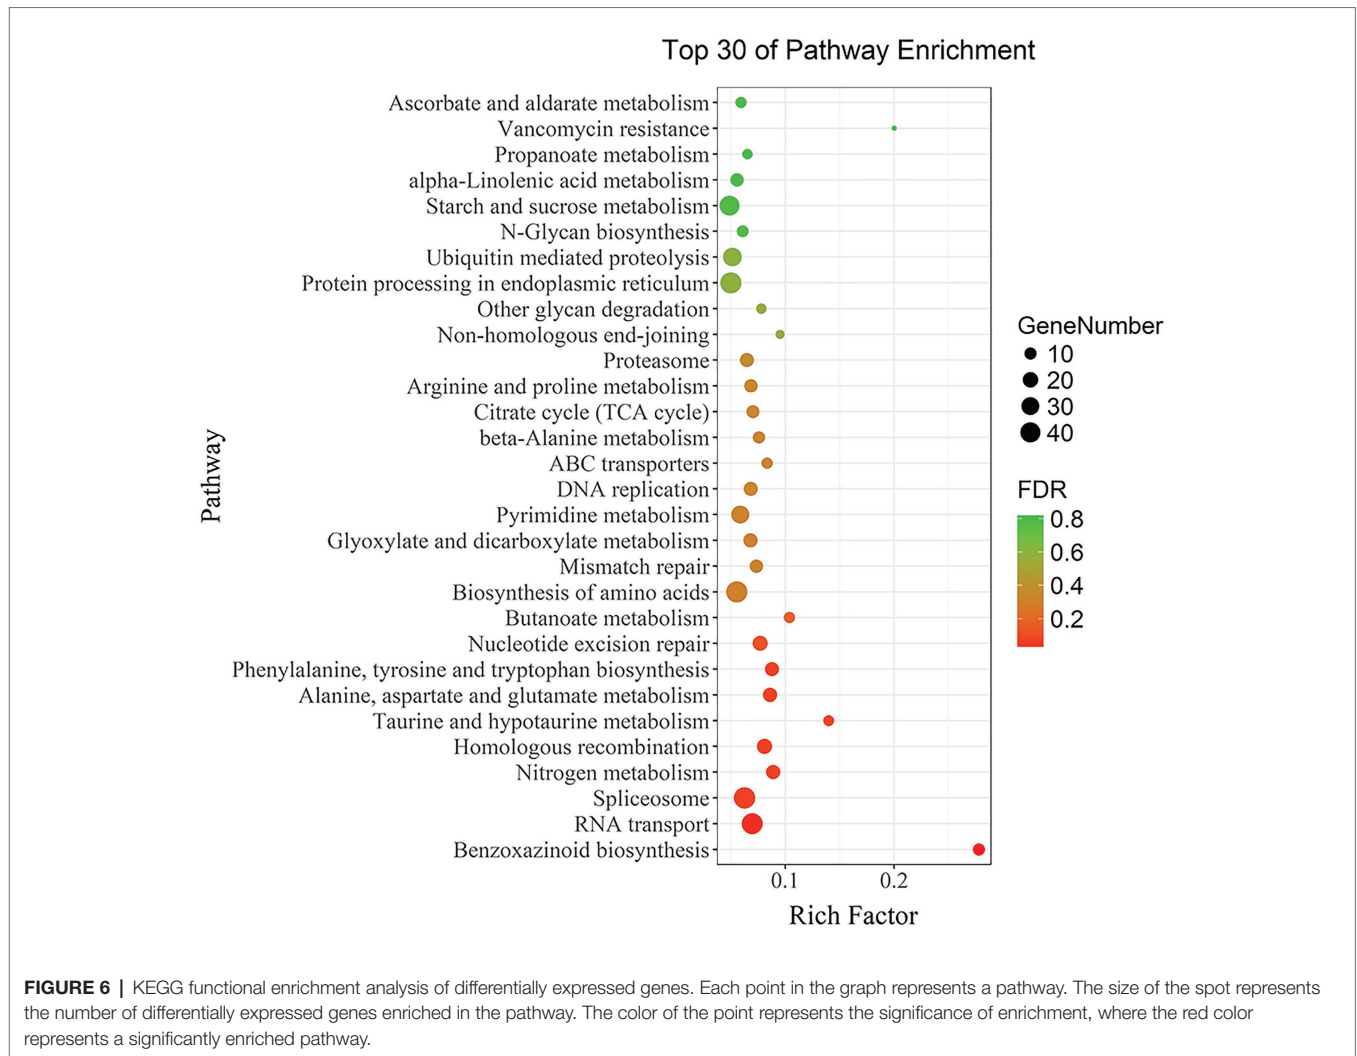 Top 30 of Pathway Enrichment
Ascorbate and aldarate metabolism
Vancomycin resistance
Propanoate metabolism
alpha-Linolenic acid metabolism
Starch and sucrose metabolism
N-Glycan biosynthesis
Ubiquitin mediated proteolysis
Protein processing in endoplasmic reticulum
Other glycan degradation
Non-homologous end-joining
Proteasome
Arginine and proline metabolism
Citrate cycle (TCA cycle)
beta-Alanine metabolism
ABC transporters
DNA replication
Pyrimidine metabolism
Glyoxylate and dicarboxylate metabolism
Mismatch repair
Biosynthesis of amino acids
Butanoate metabolism
Nucleotide excision repair
Phenylalanine, tyrosine and tryptophan biosynthesis
Alanine, aspartate and glutamate metabolism
Taurine and hypotaurine metabolism
Homologous recombination
Nitrogen metabolism
Spliceosome
RNA transport
Benzoxazinoid biosynthesis
Pathway
0.1
0.2
Rich Factor
GeneNumber
10
20
30
40
FDR
0.8
0.6
0.4
0.2
FIGURE 6 | KEGG functional enrichment analysis of differentially expressed genes. Each point in the graph represents a pathway. The size of the spot represents
the number of differentially expressed genes enriched in the pathway. The color of the point represents the significance of enrichment, where the red color
represents a significantly enriched pathway.